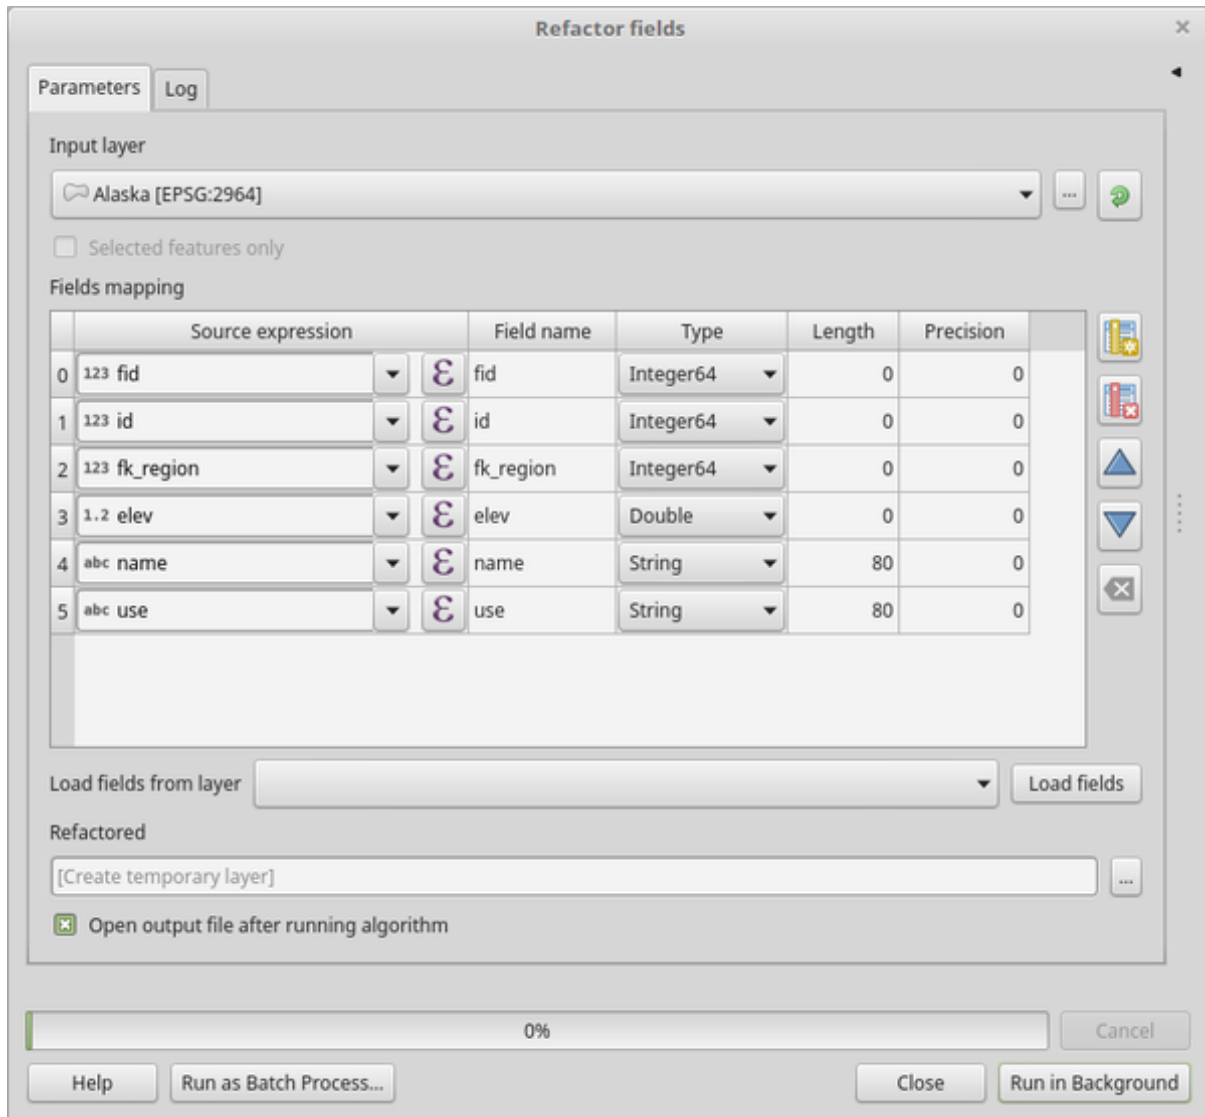 Refactor fields
Parameters Log
Input layer
Alaska [EPSG:2964] ...
Selected features only
Fields mapping
Source expression Field name Type Length Precision
0 123 fid ε fid Integer64 0 0
1 123 id ε id Integer64 0 0
2 123 fk_region ε fk_region Integer64 0 0
3 1.2 elev ε elev Double 0 0
4 abc name ε name String 80 0
5 abc use ε use String 80 0
Load fields from layer Load fields
Refactored
[Create temporary layer] ...
Open output file after running algorithm
0% Cancel
Help Run as Batch Process... Close Run in Background